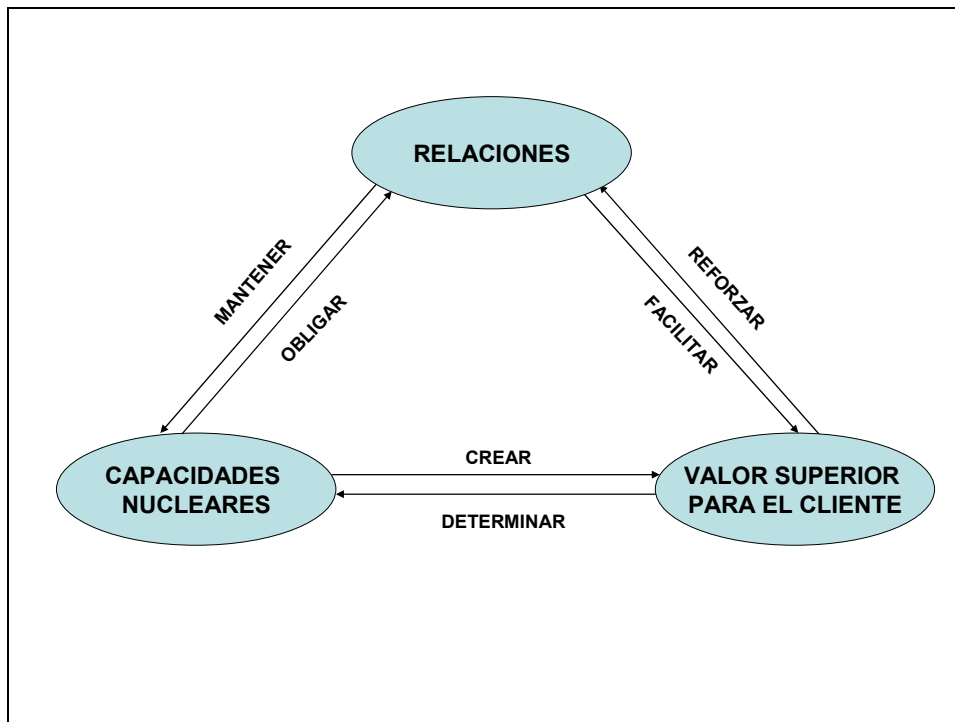 RELACIONES
MANTENER
OBLIGAR
REFORZAR
FACILITAR
CAPACIDADES
NUCLEARES
CREAR
DETERMINAR
VALOR SUPERIOR
PARA EL CLIENTE